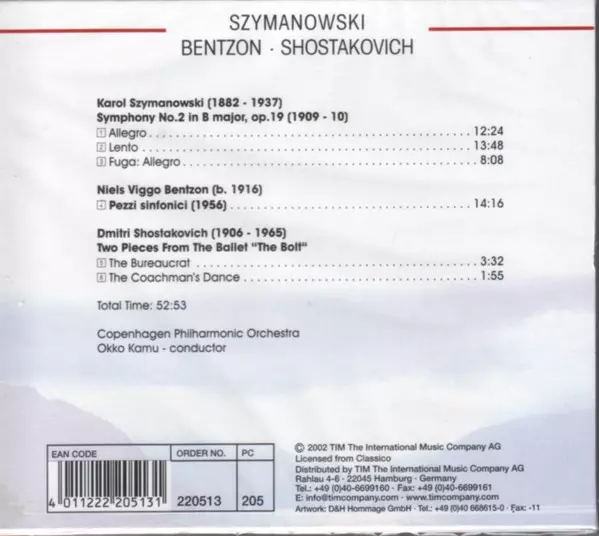 SZYMANOWSKI
BENTZON · SHOSTAKOVICH
Karol Szymanowski (1882 - 1937)
Symphony No.2 in B major, op.19 (1909 - 10)
1 Allegro 12:24
2 Lento 13:48
3 Fuga: Allegro 8:08
Niels Viggo Bentzon (b. 1916)
4 Pezzi sinfonici (1956) 14:16
Dmitri Shostakovich (1906 - 1965)
Two Pieces From The Ballet "The Bolt"
5 The Bureaucrat 3:32
6 The Coachman's Dance 1:55
Total Time: 52:53
Copenhagen Philharmonic Orchestra
Okko Kamu - conductor
EAN CODE ORDER NO. PC
4 011222 205131 220513 205
© 2002 TIM The International Music Company AG
Licensed from Classico
Distributed by TIM The International Music Company AG
Rahlau 4-6 · 22045 Hamburg · Germany
Tel.: +49 (0)40-6699160 · Fax: +49 (0)40-6699161
E: info@timcompany.com · www.timcompany.com
Artwork: D&H Hommage GmbH · Tel: +49 (0)40 668615-0 · Fax: -11